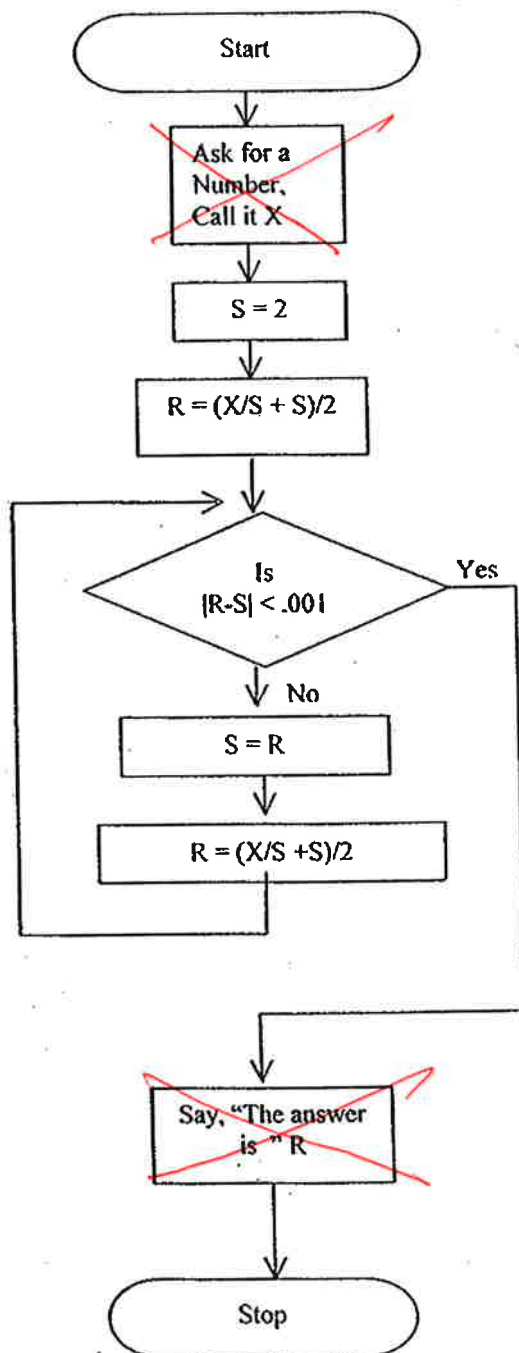 Start
Ask for a
Number,
Call it X
S = 2
R = (X/S + S)/2
Is
|R-S| < .001
Yes
No
S = R
R = (X/S +S)/2
Say, “The answer
is ” R
Stop